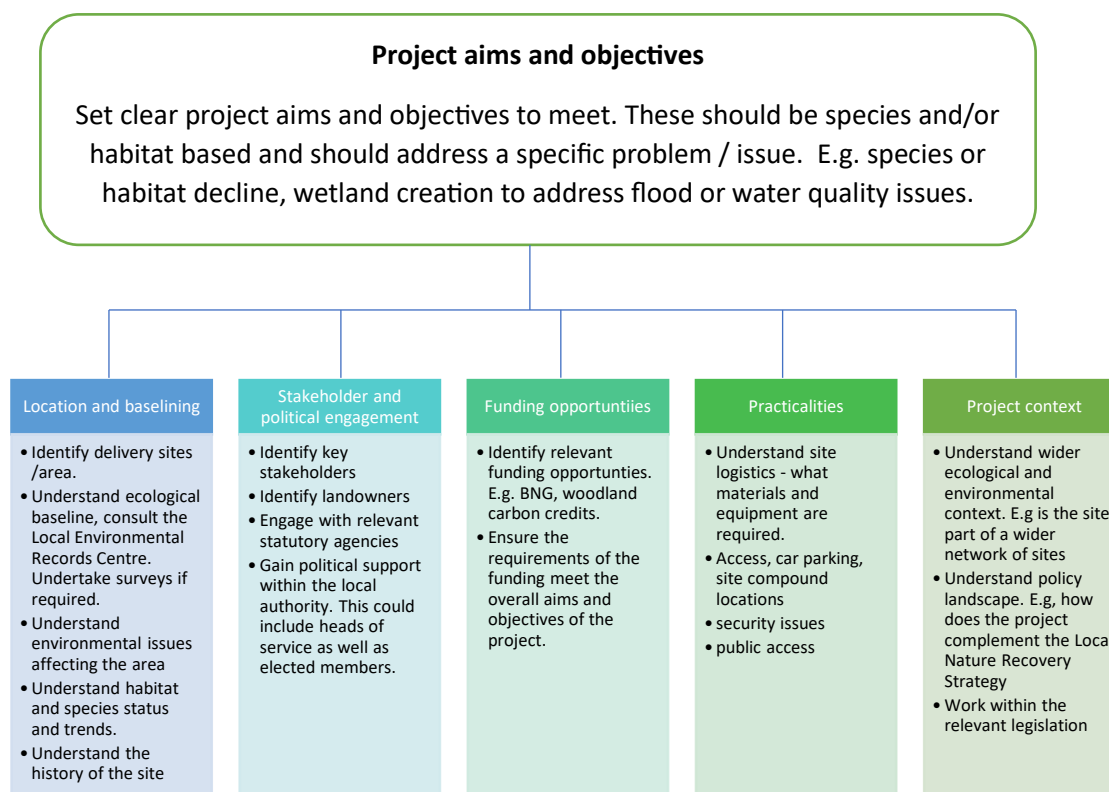 Project aims and objectives
Set clear project aims and objectives to meet. These should be species and/or
habitat based and should address a specific problem / issue.  E.g. species or
habitat decline, wetland creation to address flood or water quality issues.
Location and baselining
• Identify delivery sites
/area.
• Understand ecological
baseline, consult the
Local Environmental
Records Centre.
Undertake surveys if
required.
• Understand
environmental issues
affecting the area
• Understand habitat
and species status
and trends.
• Understand the
history of the site
Stakeholder and
political engagement
• Identify key
stakeholders
• Identify landowners
• Engage with relevant
statutory agencies
• Gain political support
within the local
authority. This could
include heads of
service as well as
elected members.
Funding opportuntiies
• Identify relevant
funding opportunties.
E.g. BNG, woodland
carbon credits.
• Ensure the
requirements of the
funding meet the
overall aims and
objectives of the
project.
Practicalities
• Understand site
logistics - what
materials and
equipment are
required.
• Access, car parking,
site compound
locations
• security issues
• public access
Project context
• Understand wider
ecological and
environmental
context. E.g is the site
part of a wider
network of sites
• Understand policy
landscape. E.g, how
does the project
complement the Local
Nature Recovery
Strategy
• Work within the
relevant legislation